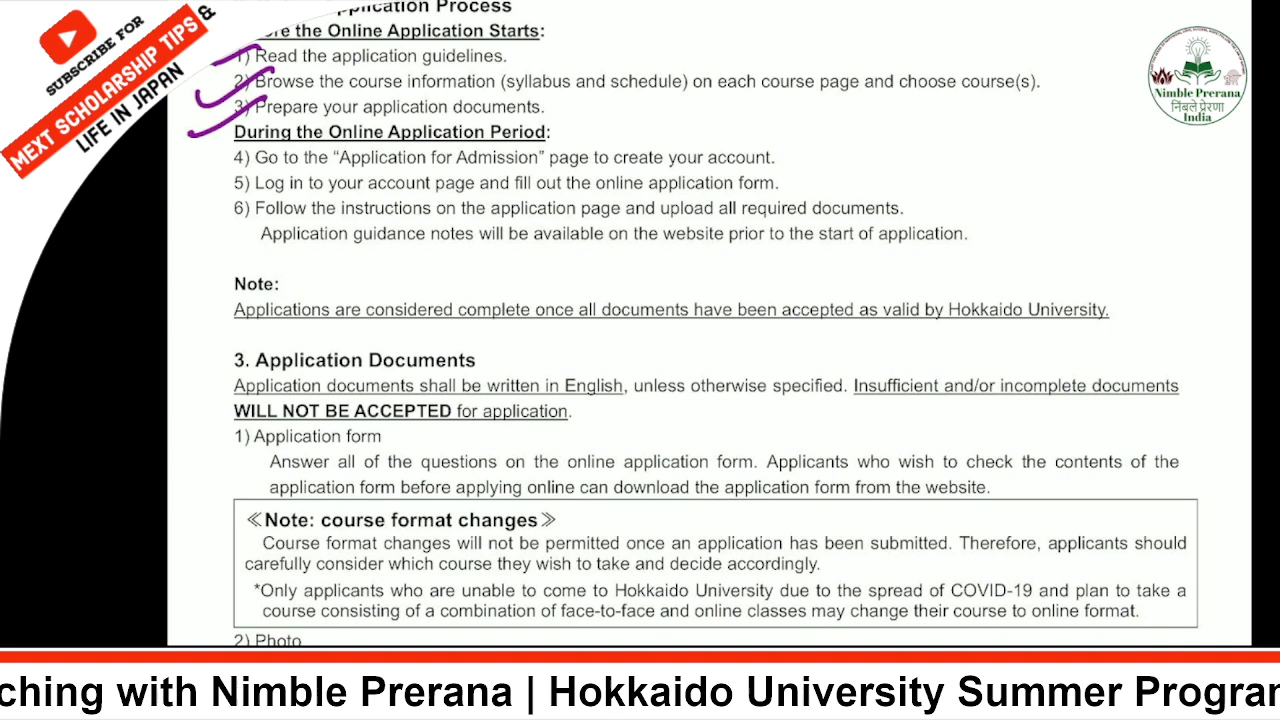 Application Process
the Online Application Starts:
1) Read the application guidelines.
2) Browse the course information (syllabus and schedule) on each course page and choose course(s).
3) Prepare your application documents.
During the Online Application Period:
4) Go to the “Application for Admission” page to create your account.
5) Log in to your account page and fill out the online application form.
6) Follow the instructions on the application page and upload all required documents.
Application guidance notes will be available on the website prior to the start of application.
Note:
Applications are considered complete once all documents have been accepted as valid by Hokkaido University.
3. Application Documents
Application documents shall be written in English, unless otherwise specified. Insufficient and/or incomplete documents
WILL NOT BE ACCEPTED for application.
1) Application form
Answer all of the questions on the online application form. Applicants who wish to check the contents of the
application form before applying online can download the application form from the website.
≪Note: course format changes≫
Course format changes will not be permitted once an application has been submitted. Therefore, applicants should
carefully consider which course they wish to take and decide accordingly.
*Only applicants who are unable to come to Hokkaido University due to the spread of COVID-19 and plan to take a
course consisting of a combination of face-to-face and online classes may change their course to online format.
2) Photo
SUBSCRIBE FOR
MEXT SCHOLARSHIP TIPS &
LIFE IN JAPAN
Nimble Prerana
निंबले प्रेरणा
India
ching with Nimble Prerana | Hokkaido University Summer Progra